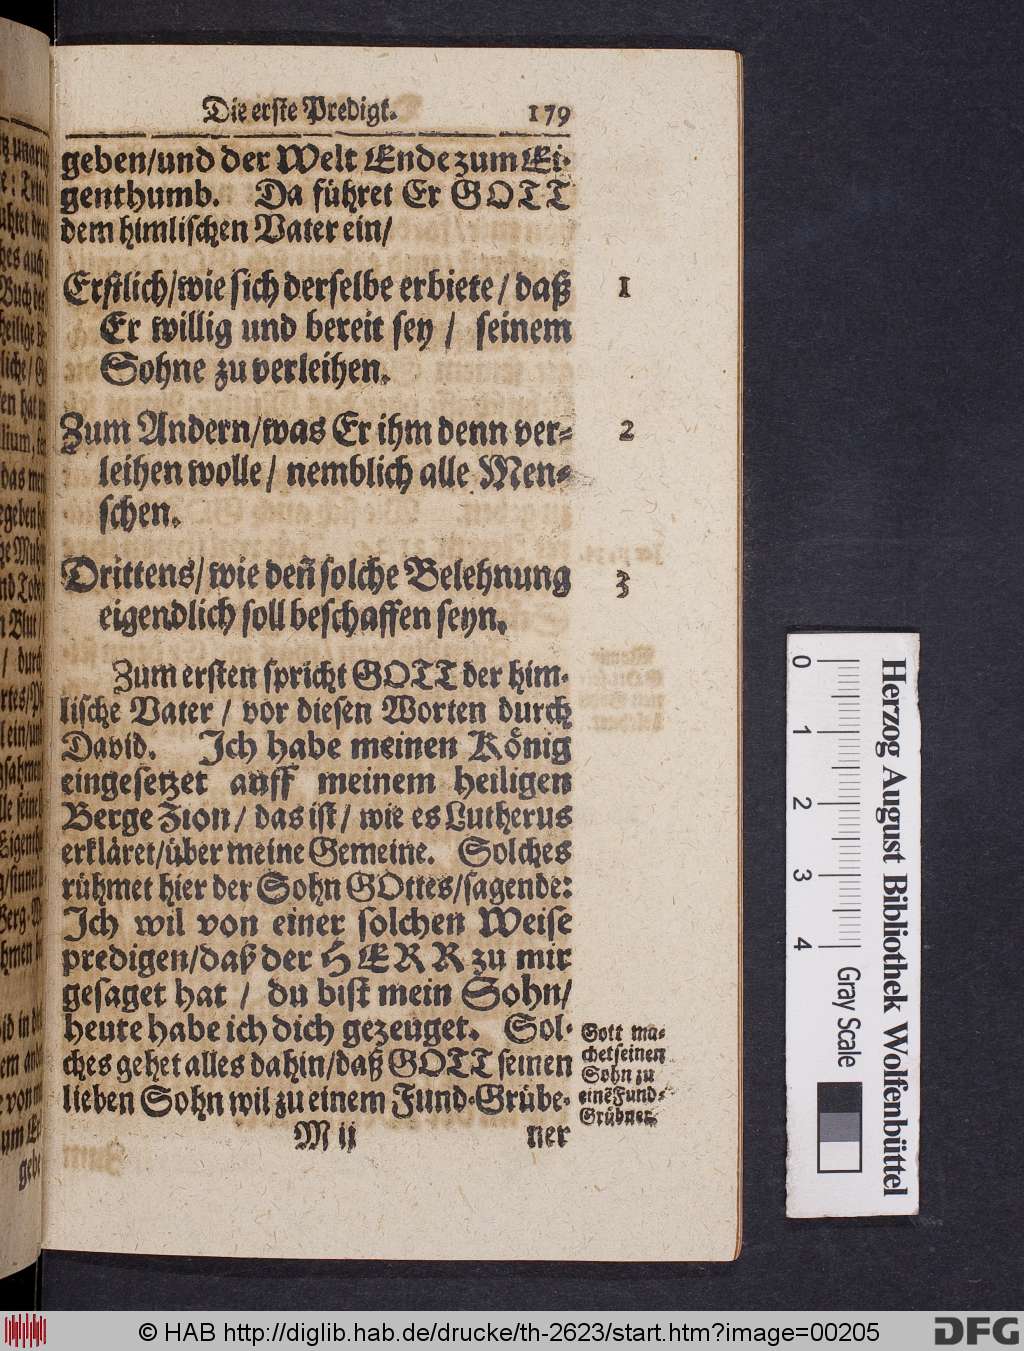 Die erste Predigt. 179
geben/und der Welt Ende zum Ei-
genthumb. Da führet Er GOTT
dem himlischen Vater ein/
Erstlich/wie sich derselbe erbiete/ daß 1
Er willig und bereit sey/ seinem
Sohne zu verleihen.
Zum Andern/was Er ihm denn ver- 2
leihen wolle/ nemblich alle Men-
schen.
Drittens/wie deñ solche Belehnung 3
eigendlich soll beschaffen seyn.
Zum ersten spricht GOTT der him-
lische Vater/ vor diesen Worten durch
David. Ich habe meinen König
eingesetzet auff meinem heiligen
Berge Zion/ das ist/ wie es Lutherus
erkläret/über meine Gemeine. Solches
rühmet hier der Sohn GOttes/sagende:
Ich wil von einer solchen Weise
predigen/daß der HERR zu mir
gesaget hat/ du bist mein Sohn/
heute habe ich dich gezeuget. Sol-
ches gehet alles dahin/daß GOTT seinen
lieben Sohn wil zu einem Fund-Grübe-
Gott ma-
chet seinen
Sohn zu
einē Fund-
Grübner.
M ij ner
0 1 2 3 4
Herzog August Bibliothek Wolfenbüttel
Gray Scale
© HAB http://diglib.hab.de/drucke/th-2623/start.htm?image=00205
DFG